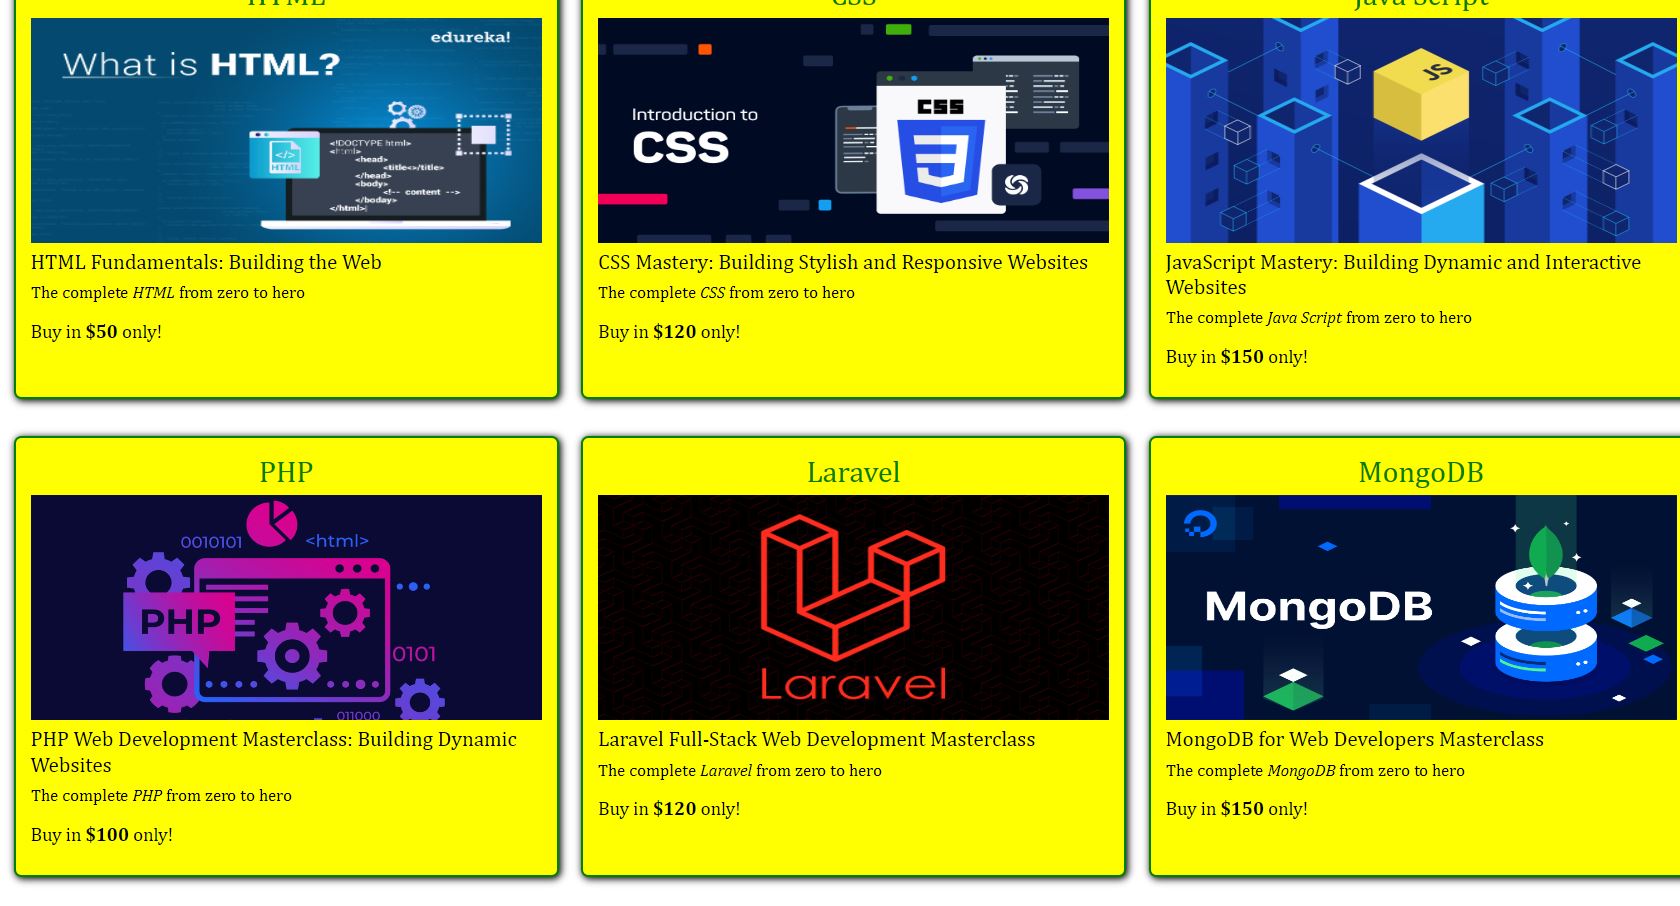 HTML
CSS
Java Script
edureka!
What is HTML?
<!DOCTYPE html>
<html>
<head>
<title></title>
</head>
<body>
<!-- content -->
</boday>
</html>
</>
HTML
Introduction to
CSS
CSS
JS
HTML Fundamentals: Building the Web
The complete HTML from zero to hero
Buy in $50 only!
CSS Mastery: Building Stylish and Responsive Websites
The complete CSS from zero to hero
Buy in $120 only!
JavaScript Mastery: Building Dynamic and Interactive
Websites
The complete Java Script from zero to hero
Buy in $150 only!
PHP
0010101
<html>
PHP
0101
011000
PHP Web Development Masterclass: Building Dynamic
Websites
The complete PHP from zero to hero
Buy in $100 only!
Laravel
Laravel
Laravel Full-Stack Web Development Masterclass
The complete Laravel from zero to hero
Buy in $120 only!
MongoDB
MongoDB
MongoDB for Web Developers Masterclass
The complete MongoDB from zero to hero
Buy in $150 only!